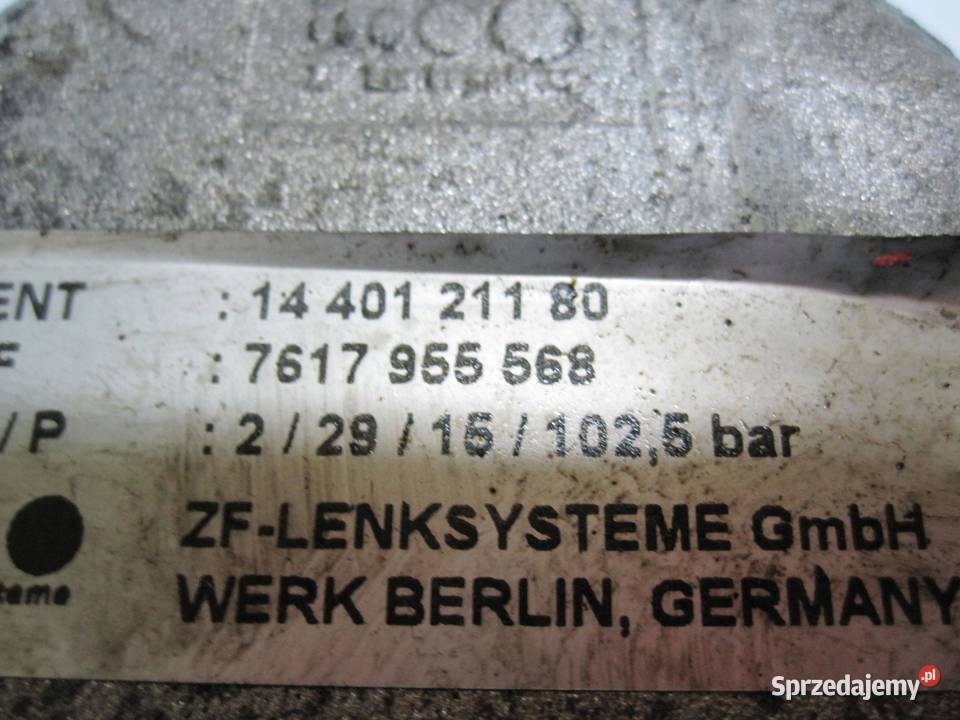 ENT : 14 401 211 80
F : 7617 955 568
/ P : 2 / 29 / 15 / 102,5 bar
ZF-LENKSYSTEME GmbH
teme WERK BERLIN, GERMANY
Sprzedajemy.pl